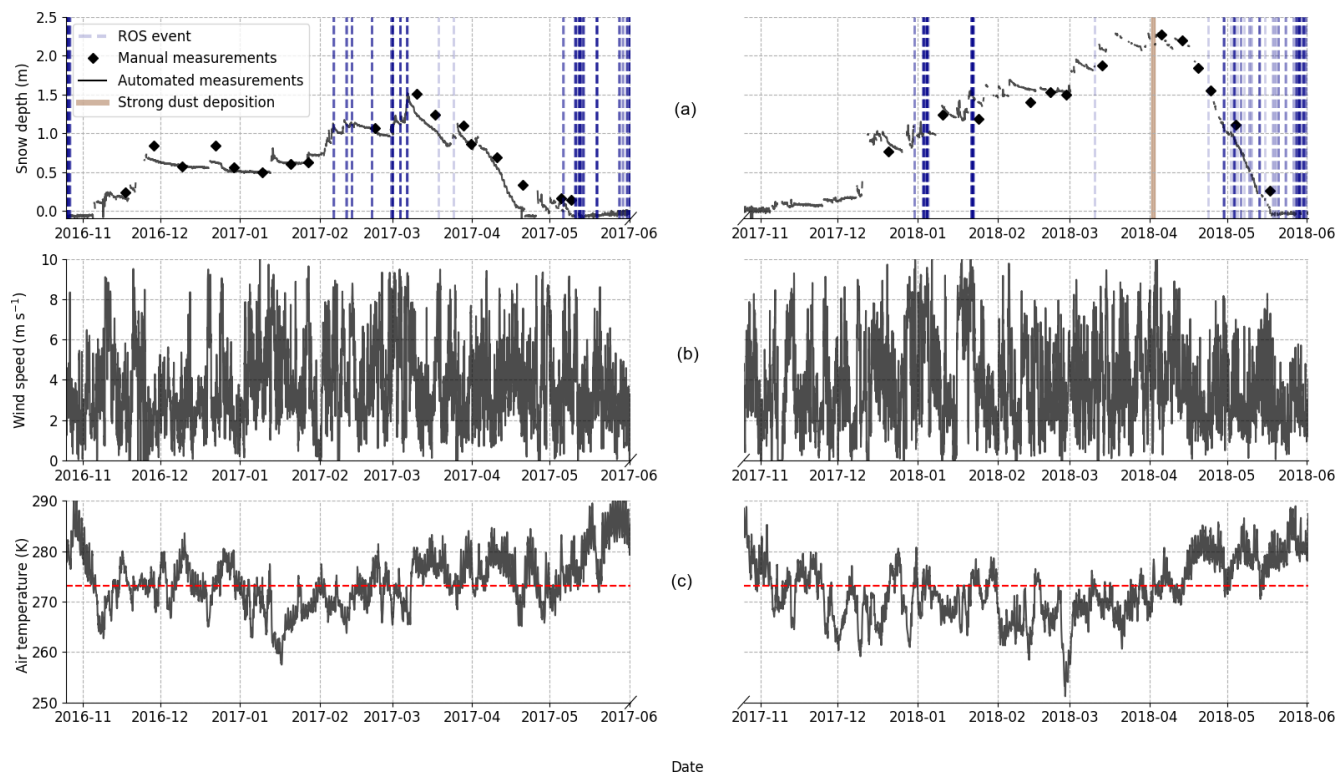 2.5
2.0
1.5
1.0
0.5
0.0
Snow depth (m)
ROS event
Manual measurements
Automated measurements
Strong dust deposition
(a)
2016-11 2016-12 2017-01 2017-02 2017-03 2017-04 2017-05 2017-06
2017-11 2017-12 2018-01 2018-02 2018-03 2018-04 2018-05 2018-06
10
8
6
4
2
0
Wind speed (m s⁻¹)
(b)
2016-11 2016-12 2017-01 2017-02 2017-03 2017-04 2017-05 2017-06
2017-11 2017-12 2018-01 2018-02 2018-03 2018-04 2018-05 2018-06
290
280
270
260
250
Air temperature (K)
(c)
2016-11 2016-12 2017-01 2017-02 2017-03 2017-04 2017-05 2017-06
2017-11 2017-12 2018-01 2018-02 2018-03 2018-04 2018-05 2018-06
Date